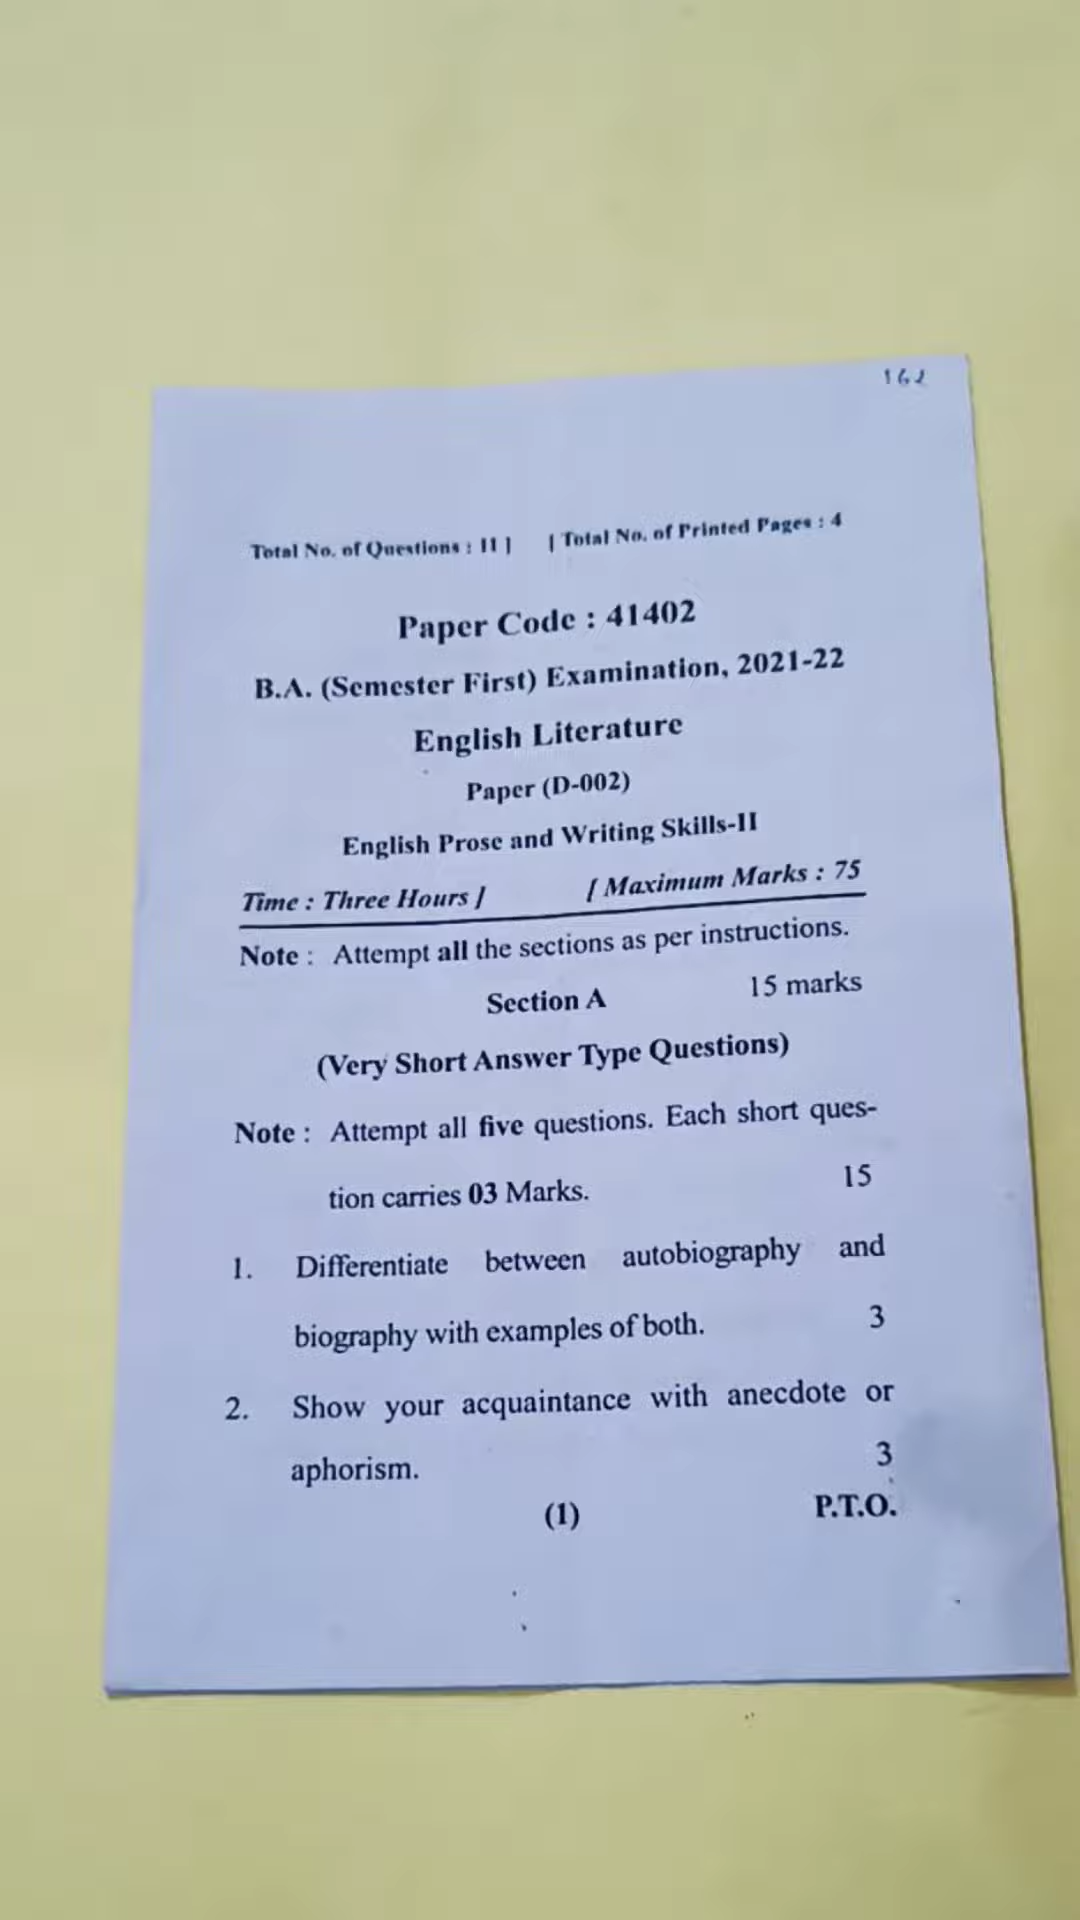 162
Total No. of Questions : 11 ] [ Total No. of Printed Pages : 4
Paper Code : 41402
B.A. (Semester First) Examination, 2021-22
English Literature
Paper (D-002)
English Prose and Writing Skills-II
Time : Three Hours ] [ Maximum Marks : 75
Note : Attempt all the sections as per instructions.
Section A 15 marks
(Very Short Answer Type Questions)
Note : Attempt all five questions. Each short ques-
tion carries 03 Marks. 15
1. Differentiate between autobiography and
biography with examples of both. 3
2. Show your acquaintance with anecdote or
aphorism. 3
(1) P.T.O.